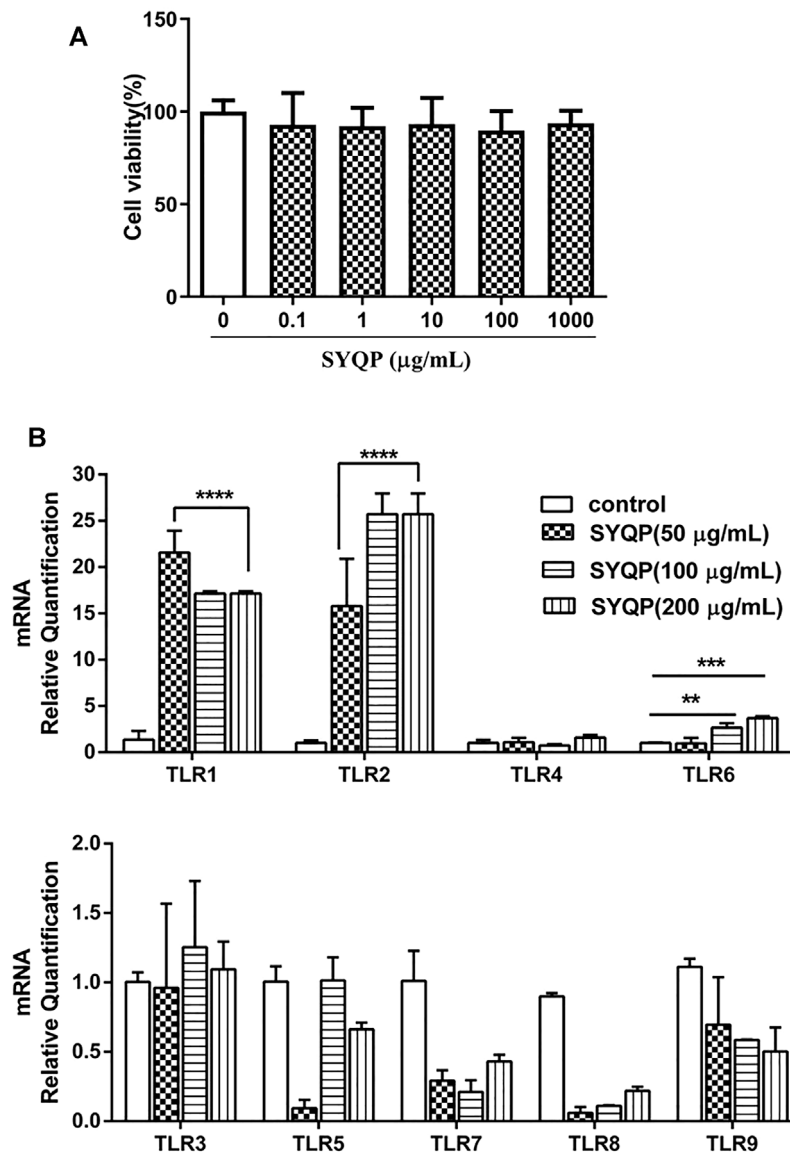 A
150
100
50
0
Cell viability(%)
0 0.1 1 10 100 1000
SYQP (μg/mL)
B
30
25
20
15
10
5
0
mRNA
Relative Quantification
**** ****
** ***
control
SYQP(50 μg/mL)
SYQP(100 μg/mL)
SYQP(200 μg/mL)
TLR1 TLR2 TLR4 TLR6
2.0
1.5
1.0
0.5
0.0
mRNA
Relative Quantification
TLR3 TLR5 TLR7 TLR8 TLR9